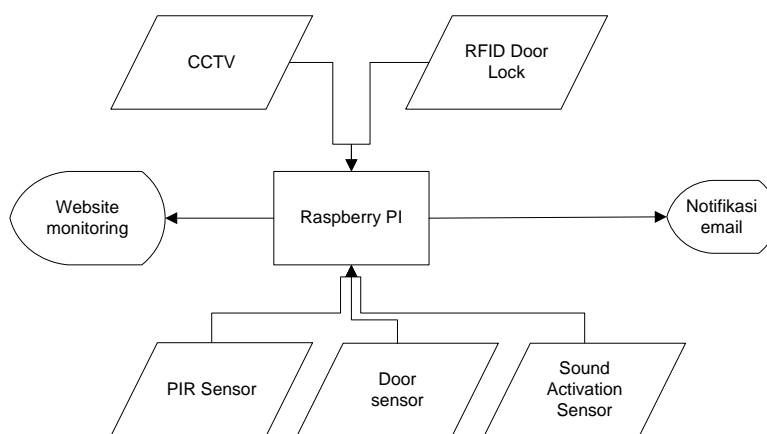 CCTV
RFID Door
Lock
Website
monitoring
Raspberry PI
Notifikasi
email
PIR Sensor
Door
sensor
Sound
Activation
Sensor